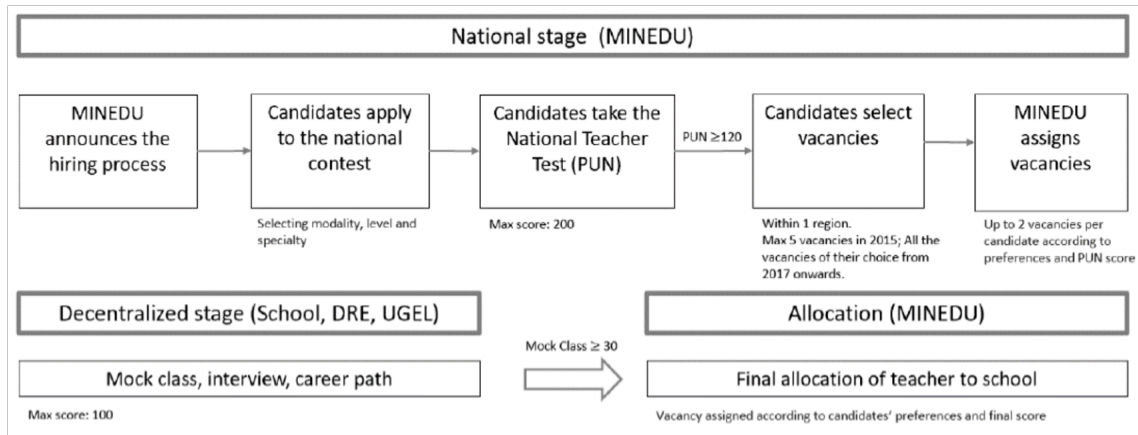 National stage (MINEDU)
MINEDU
announces the
hiring process
Candidates apply
to the national
contest
Selecting modality, level and
specialty
Candidates take the
National Teacher
Test (PUN)
Max score: 200
PUN ≥120
Candidates select
vacancies
Within 1 region.
Max 5 vacancies in 2015; All the
vacancies of their choice from
2017 onwards.
MINEDU
assigns
vacancies
Up to 2 vacancies per
candidate according to
preferences and PUN score
Decentralized stage (School, DRE, UGEL)
Mock class, interview, career path
Max score: 100
Mock Class ≥ 30
Allocation (MINEDU)
Final allocation of teacher to school
Vacancy assigned according to candidates' preferences and final score